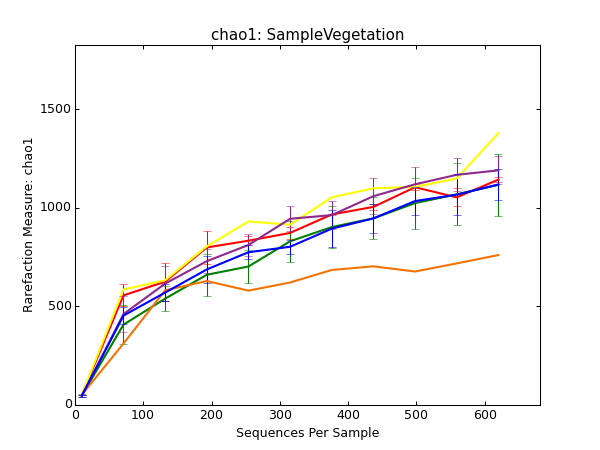 chao1: SampleVegetation
1500
1000
500
0
0 100 200 300 400 500 600
Rarefaction Measure: chao1
Sequences Per Sample